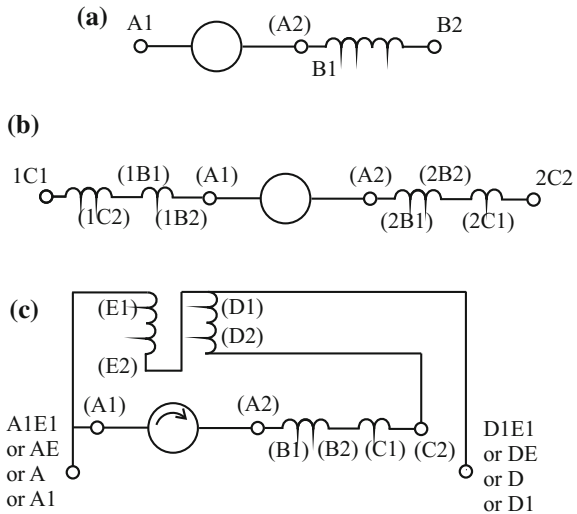 (a)
A1 (A2) B2
B1
(b)
1C1 (1B1) (A1) (A2) (2B2) 2C2
(1C2) (1B2) (2B1) (2C1)
(c)
(E1) (D1)
(D2)
(E2)
(A1) (A2)
(B1) (B2) (C1) (C2)
A1E1
or AE
or A
or A1
D1E1
or DE
or D
or D1